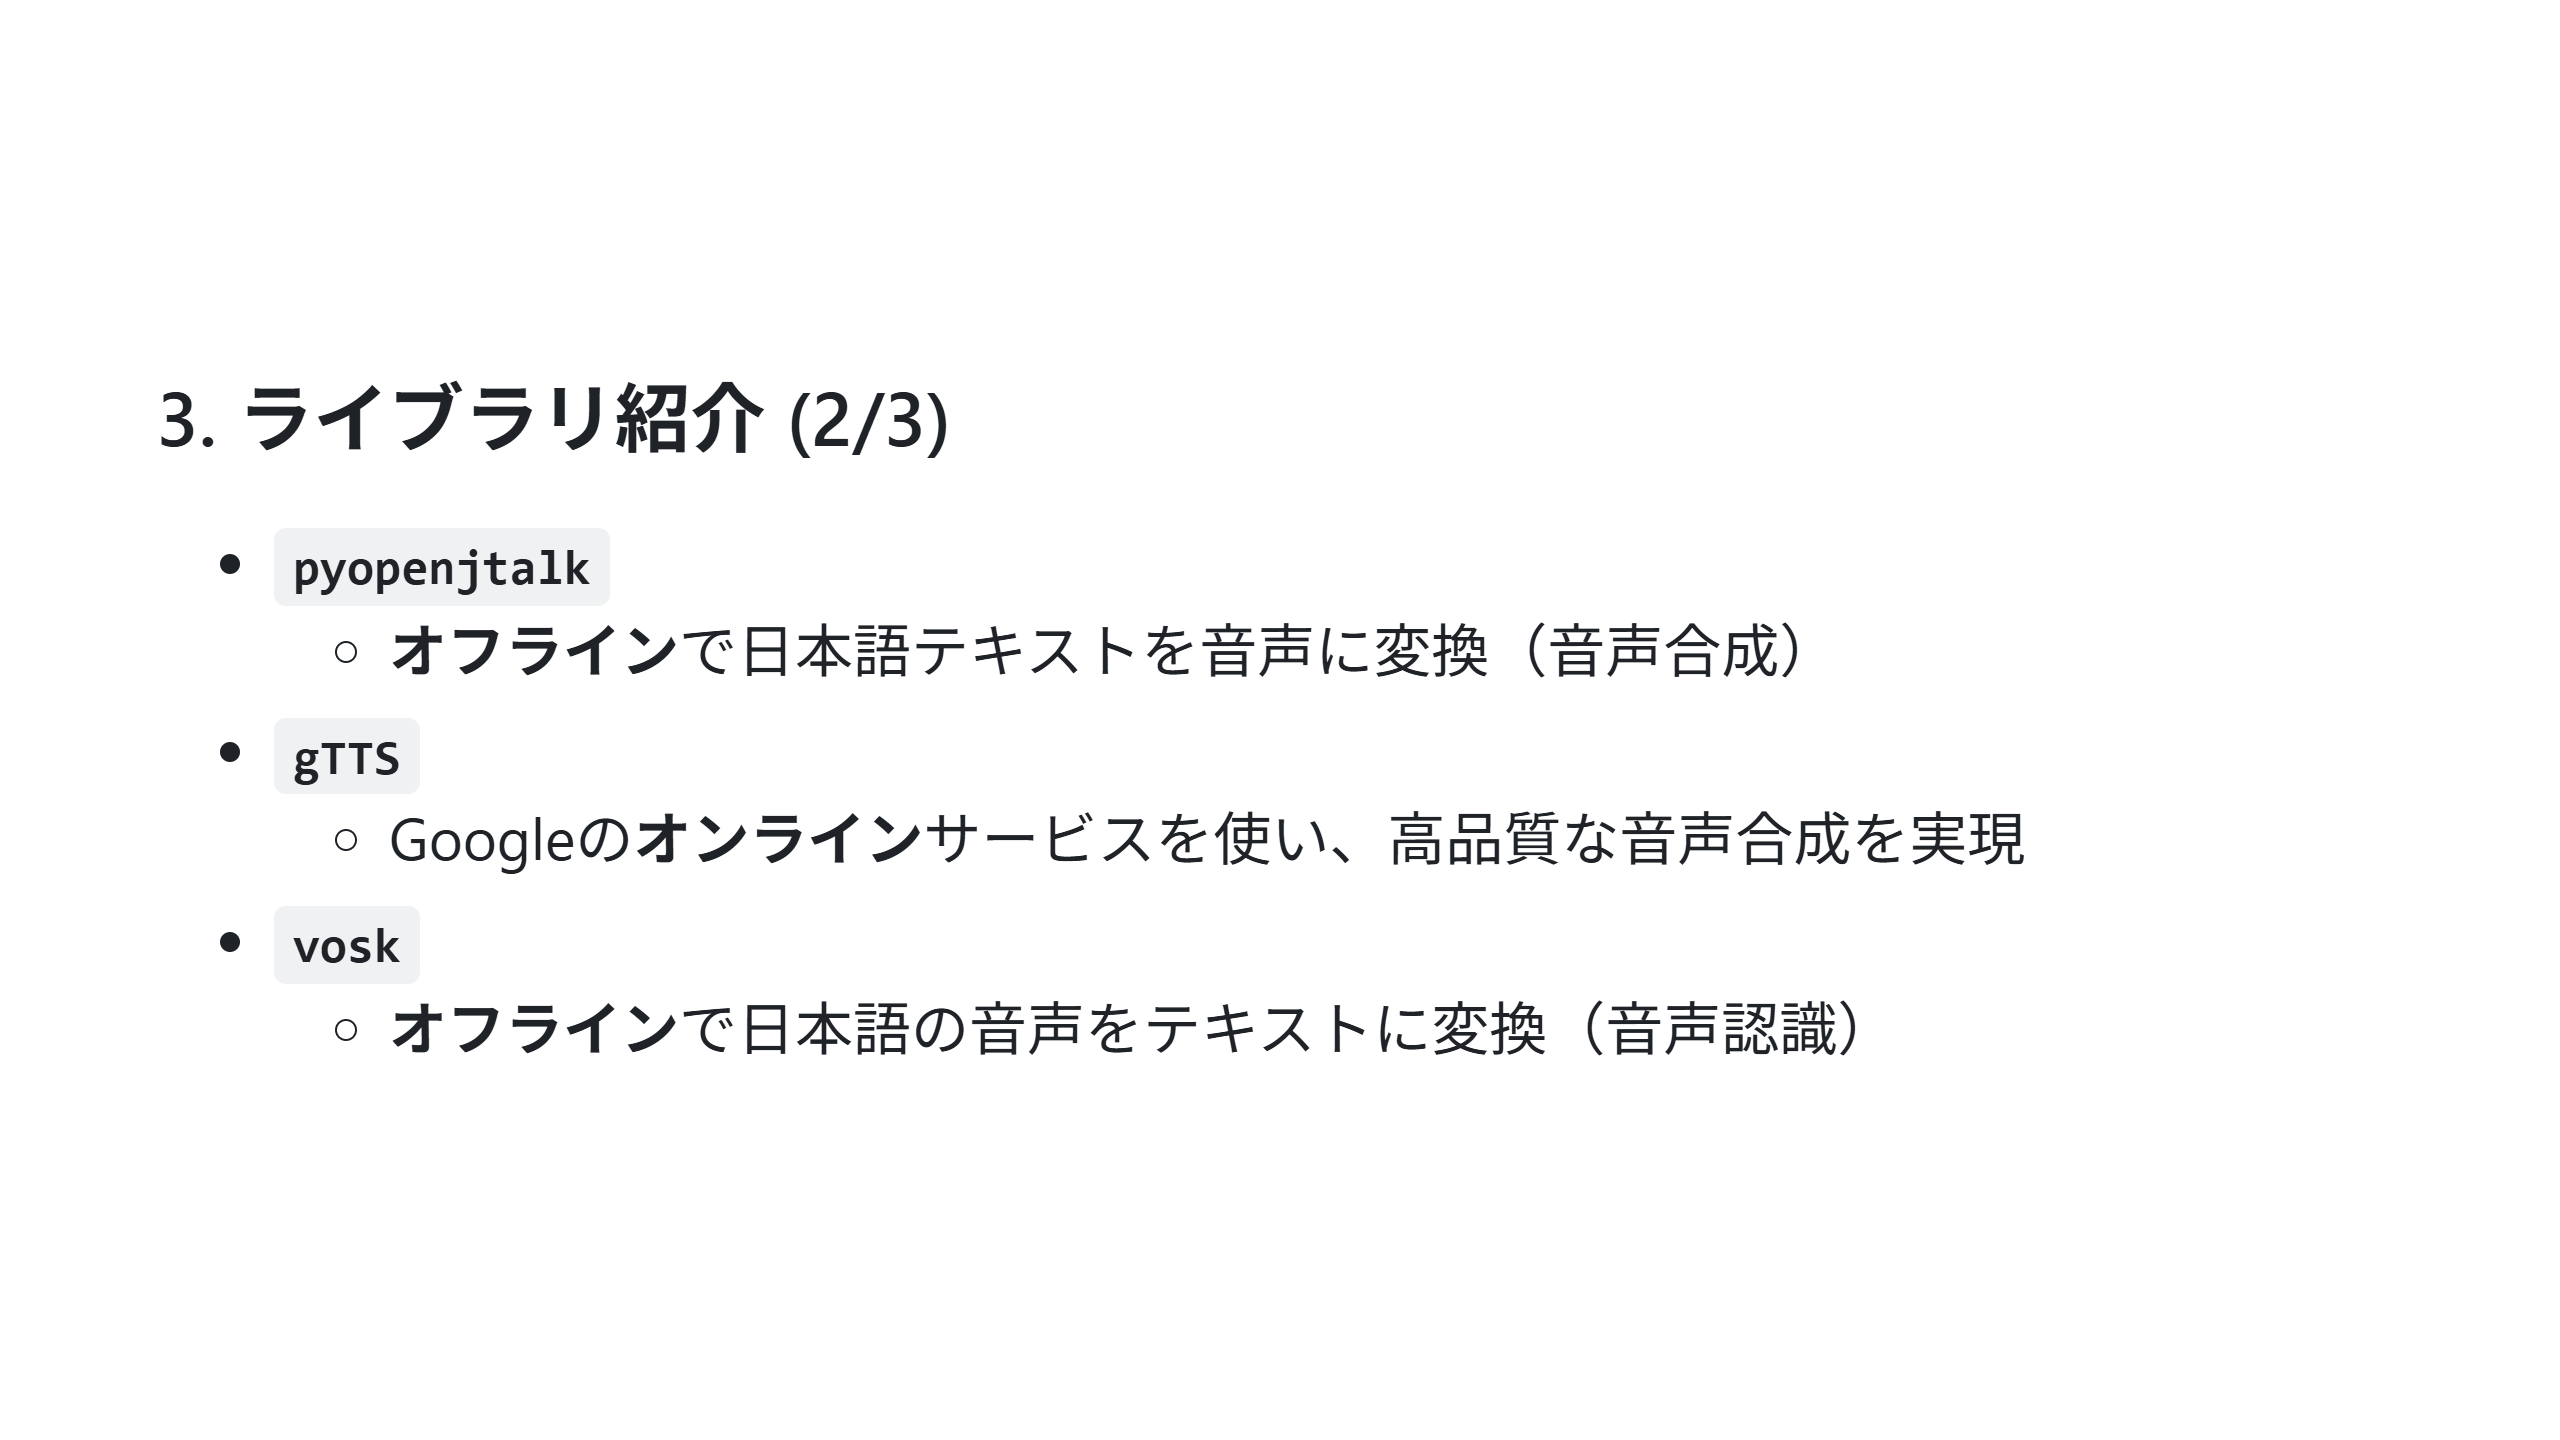 3. ライブラリ紹介 (2/3)
pyopenjtalk
オフラインで日本語テキストを音声に変換（音声合成）
gTTS
Googleのオンラインサービスを使い、高品質な音声合成を実現
vosk
オフラインで日本語の音声をテキストに変換（音声認識）